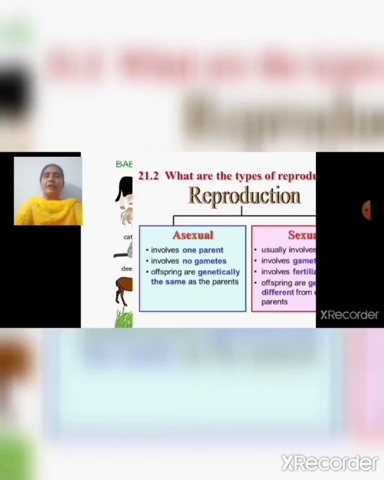 BAB
21.2 What are the types of reprodu
Reproduction
Asexual
• involves one parent
• involves no gametes
• offspring are genetically
the same as the parents
Sexu
• usually involves
• involves gamet
• involves fertiliz
• offspring are ge
different from
parents
cat
dee
XRecorder
XRecorder